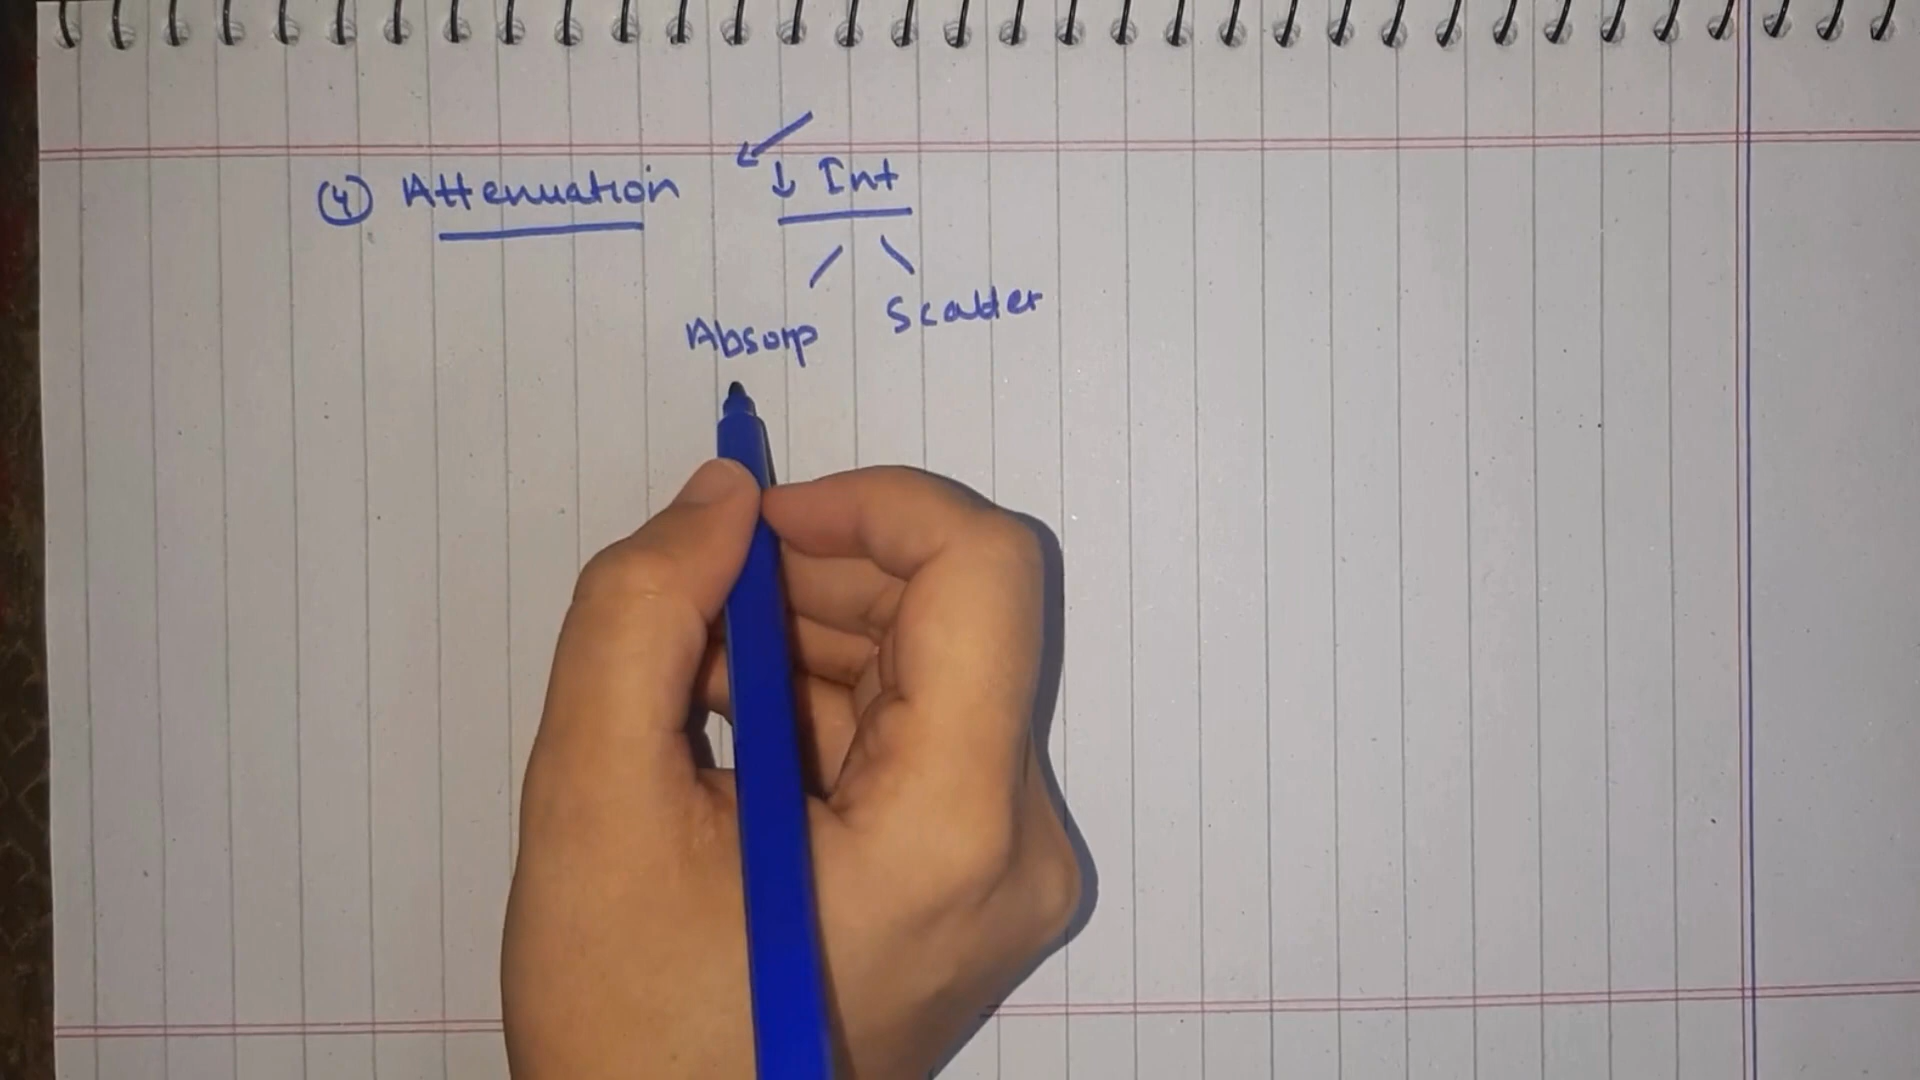 ④ Attenuation ↓ Int
Absorp Scatter